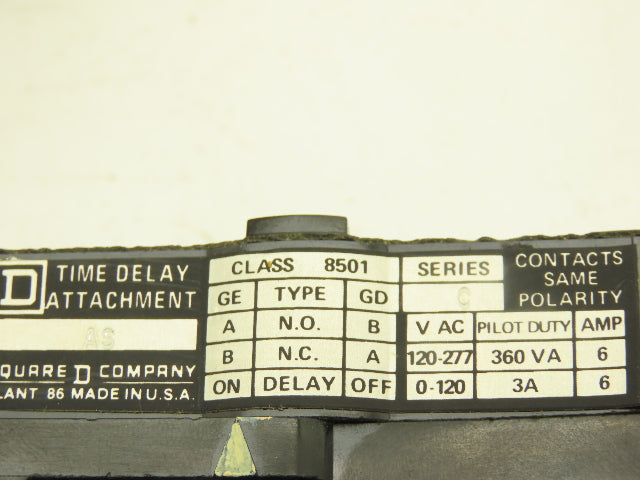 D TIME DELAY
ATTACHMENT
AS
QUARE D COMPANY
LANT 86 MADE IN U.S.A.
CLASS 8501
GE TYPE GD
A N.O. B
B N.C. A
ON DELAY OFF
SERIES
C
CONTACTS
SAME
POLARITY
V AC PILOT DUTY AMP
120-277 360 VA 6
0-120 3A 6